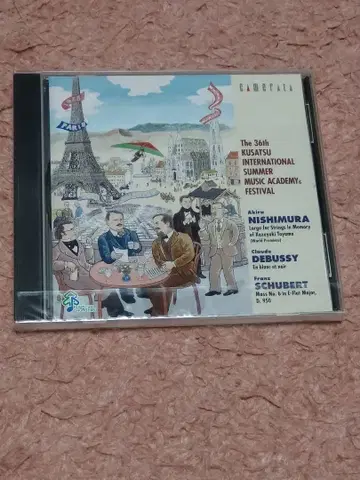 CAMERATA
PARIS
The 36th
KUSATSU
INTERNATIONAL
SUMMER
MUSIC ACADEMY &
FESTIVAL
Akira
NISHIMURA
Largo for Strings in Memory
of Kazuyuki Toyama
(World Premiere)
Claude
DEBUSSY
En blanc et noir
Franz
SCHUBERT
Mass No. 6 in E-Flat Major,
D. 950